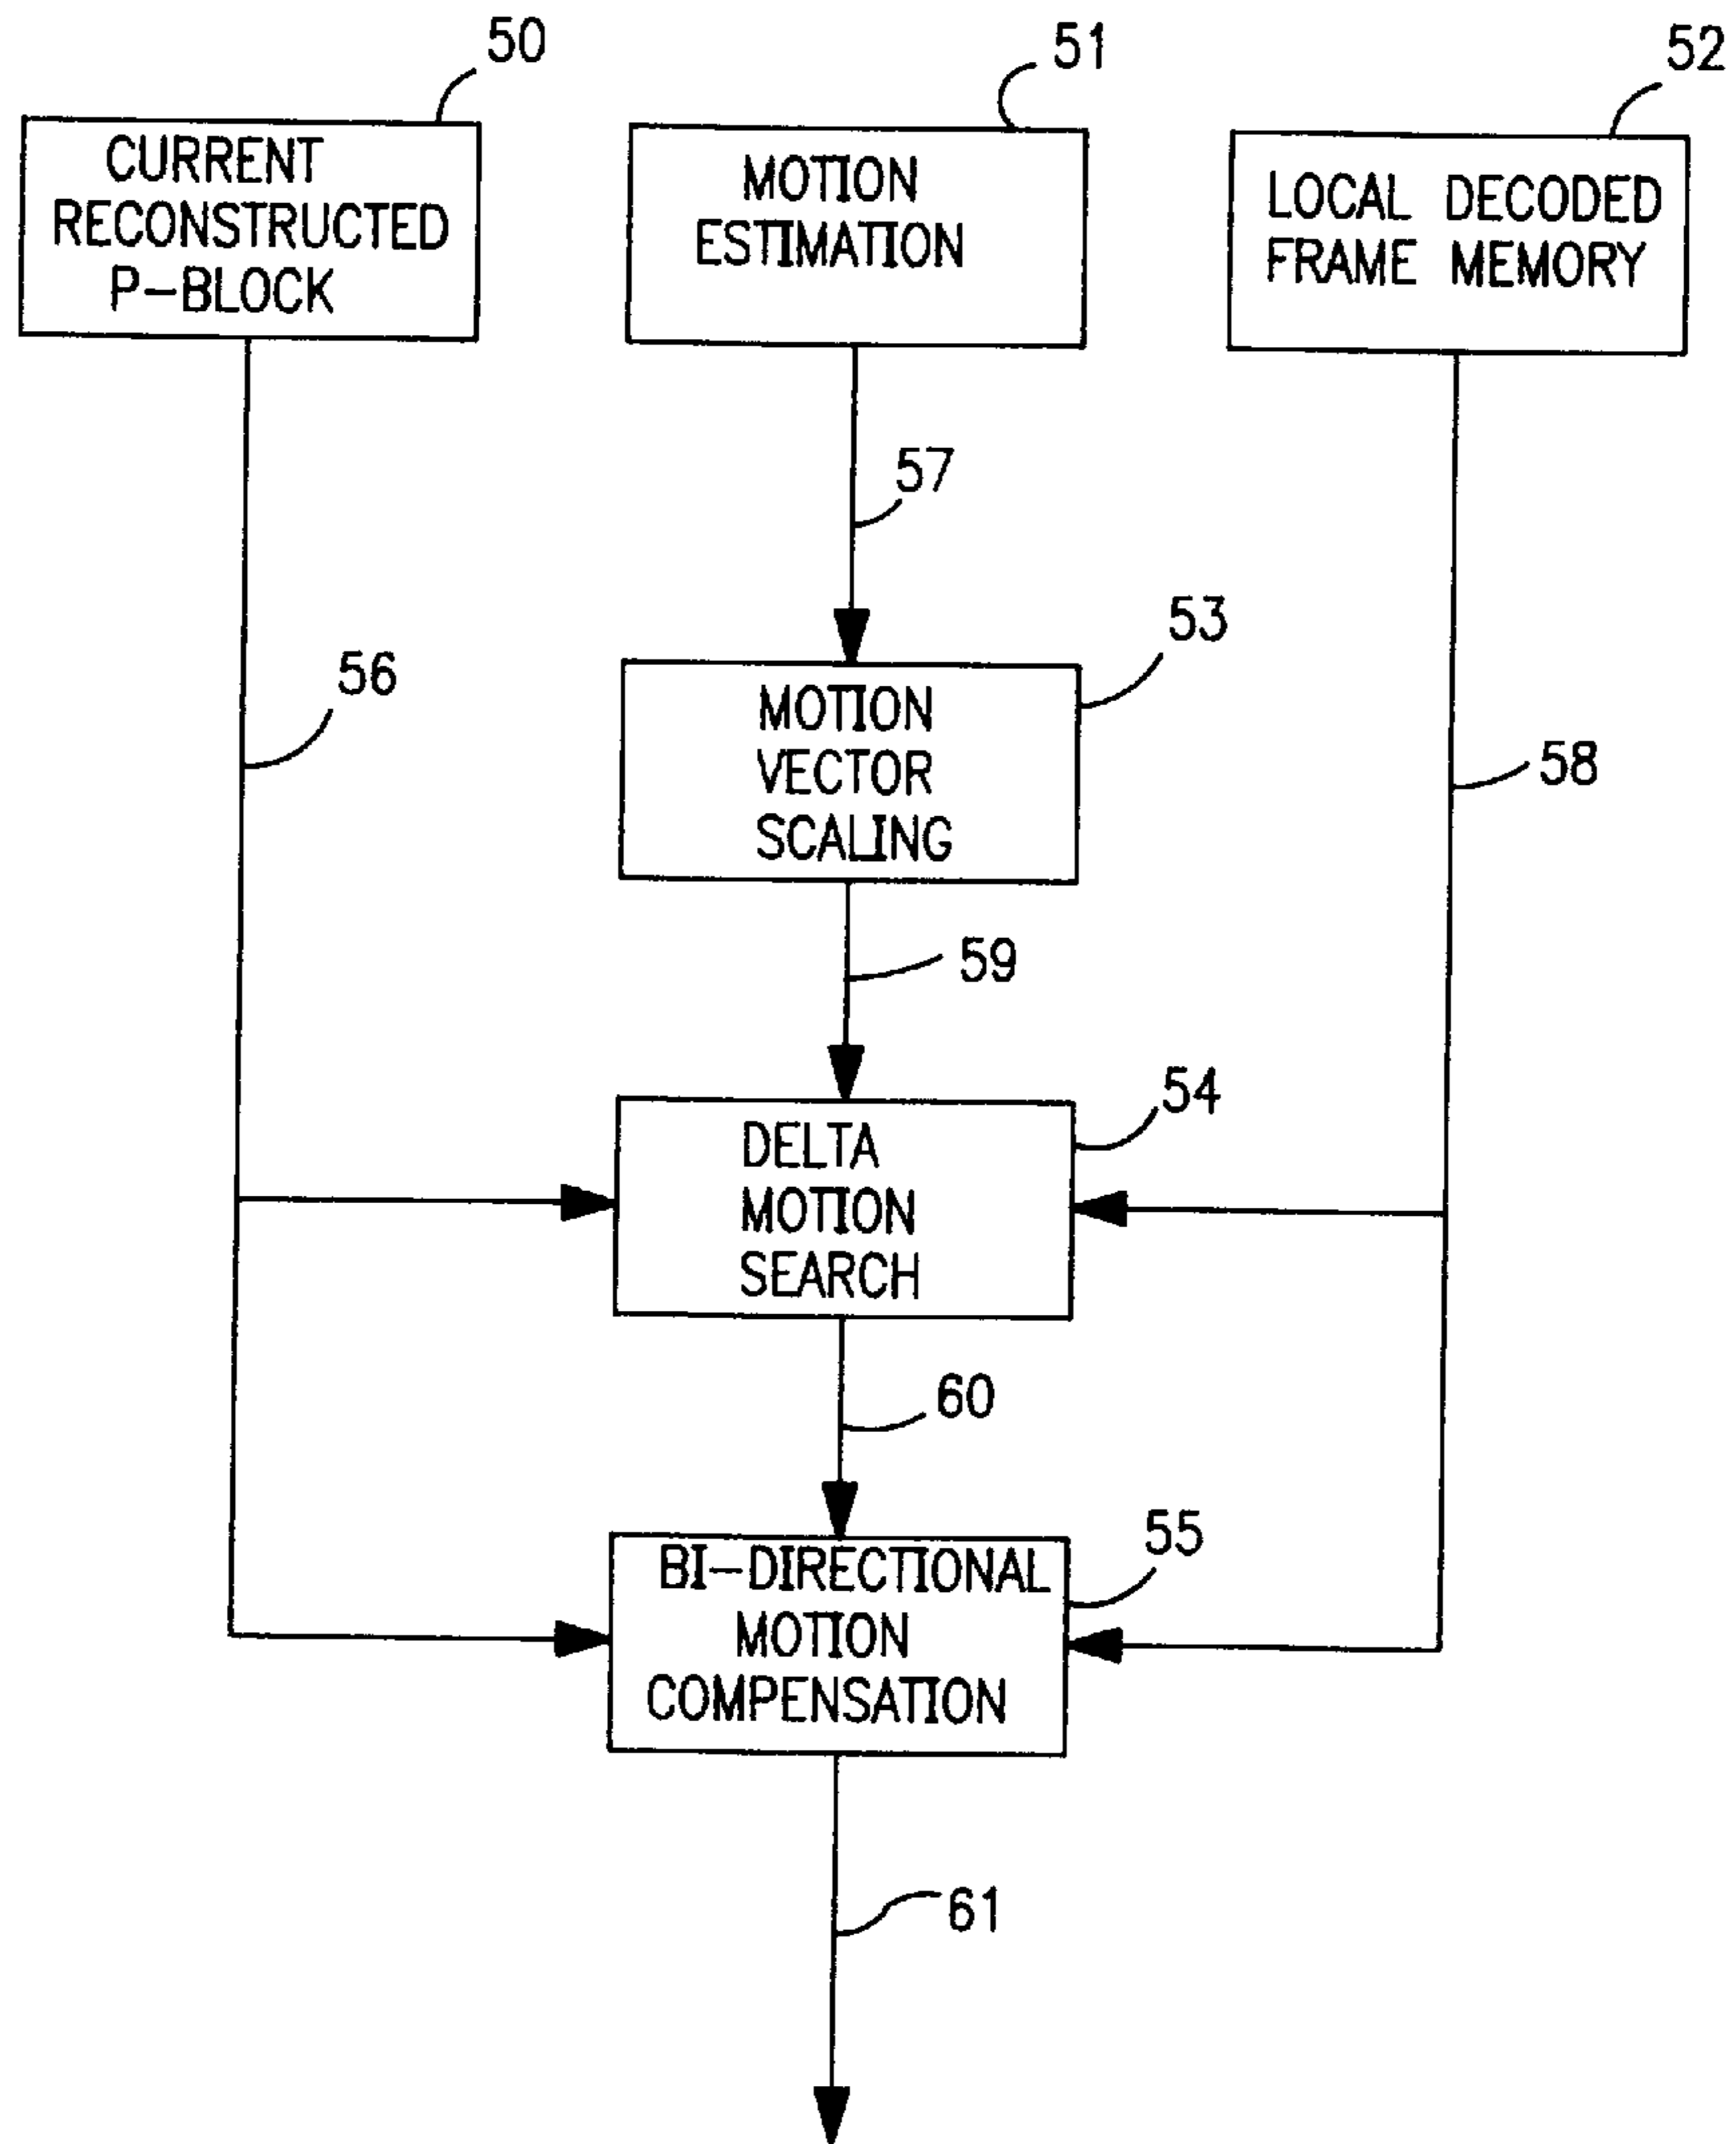 50
51
52
CURRENT
RECONSTRUCTED
P-BLOCK
MOTION
ESTIMATION
LOCAL DECODED
FRAME MEMORY
57
53
56
MOTION
VECTOR
SCALING
58
59
54
DELTA
MOTION
SEARCH
60
55
BI-DIRECTIONAL
MOTION
COMPENSATION
61